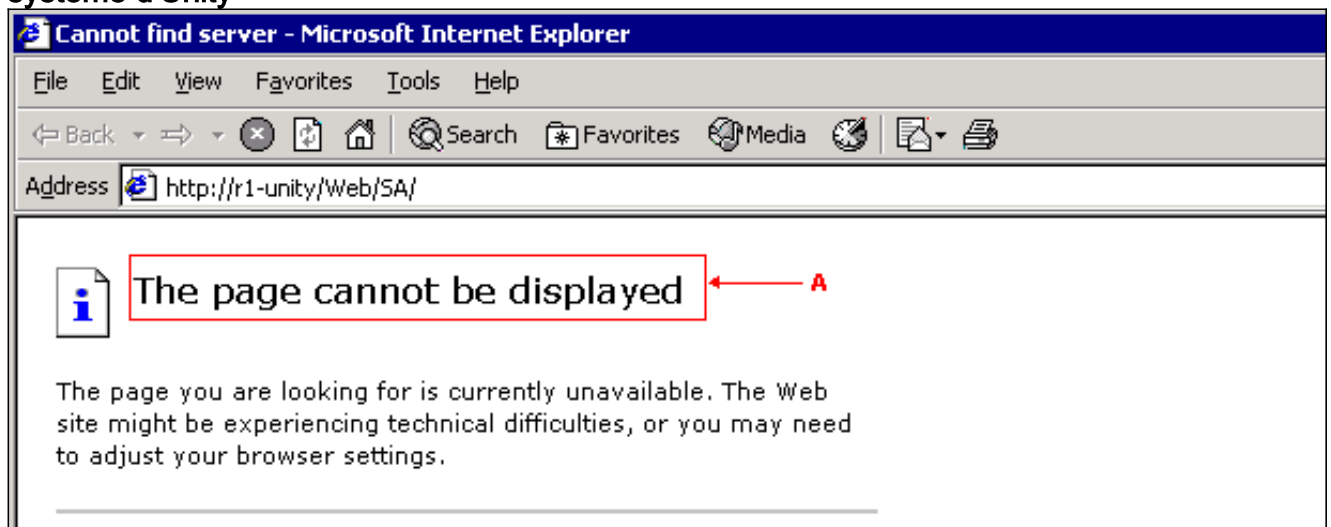 système d'Unity
Cannot find server - Microsoft Internet Explorer
File Edit View Favorites Tools Help
Back Search Favorites Media
Address http://r1-unity/Web/SA/
The page cannot be displayed A
The page you are looking for is currently unavailable. The Web
site might be experiencing technical difficulties, or you may need
to adjust your browser settings.